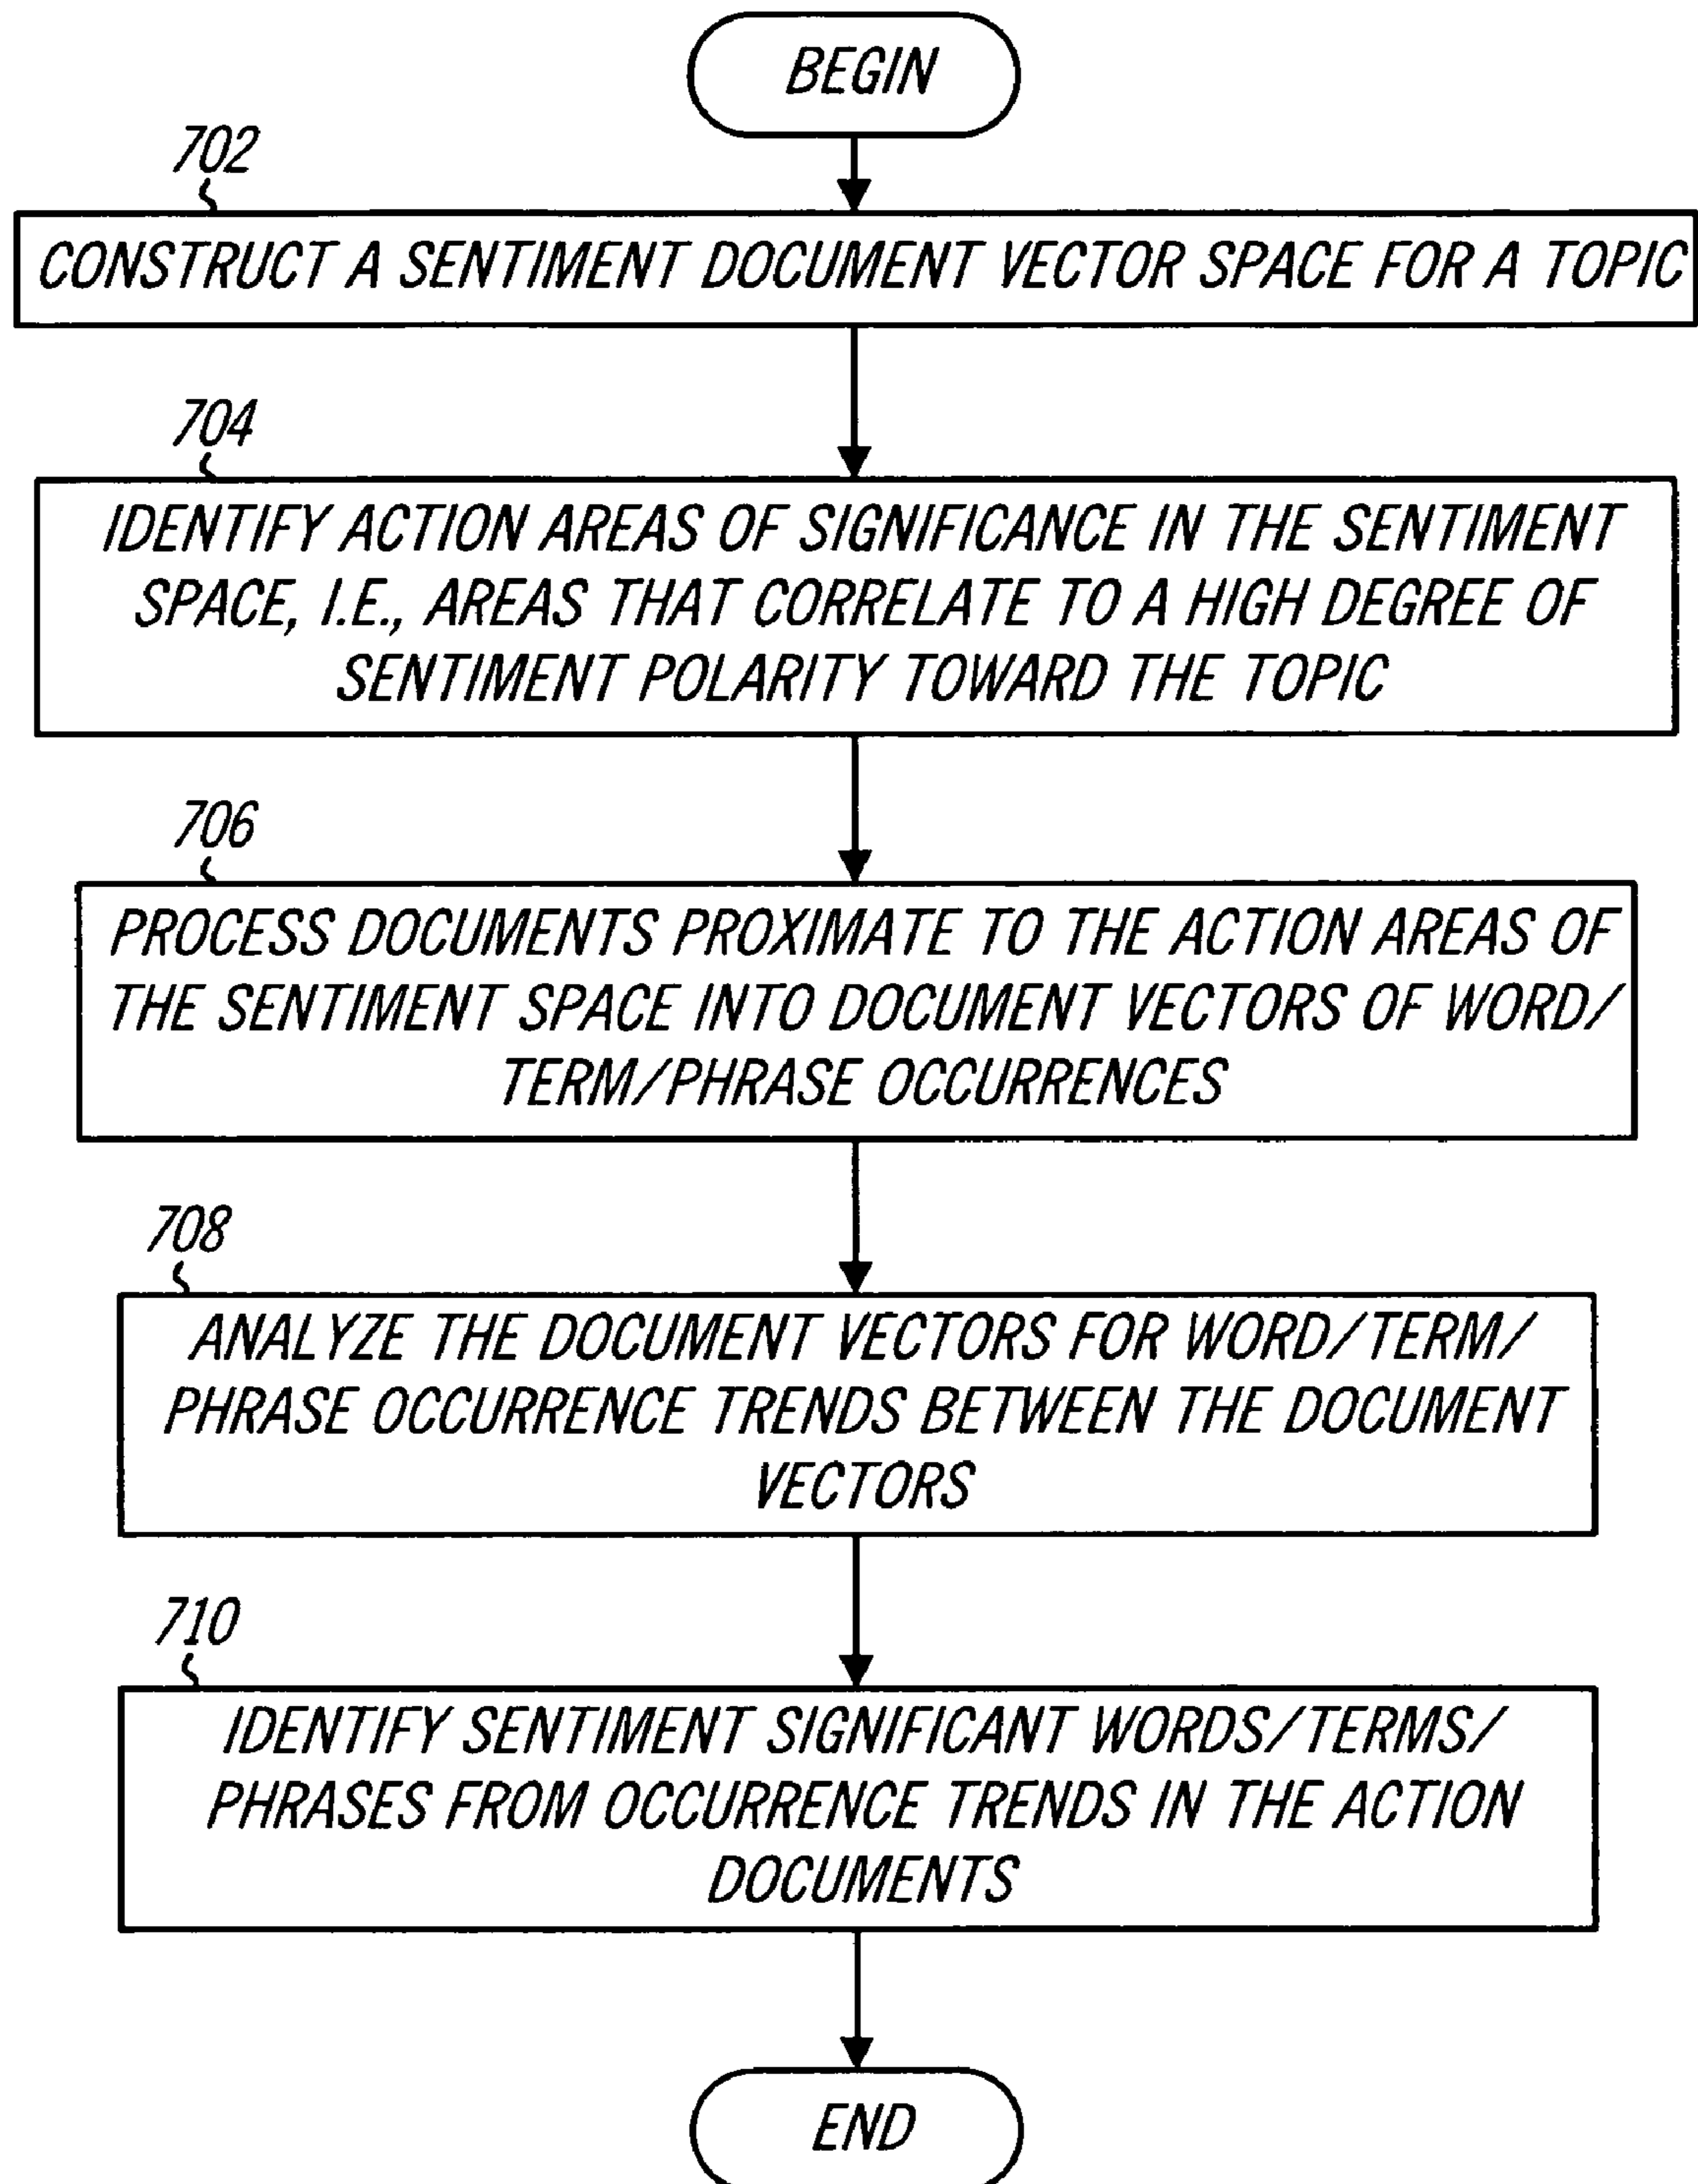 BEGIN
702
CONSTRUCT A SENTIMENT DOCUMENT VECTOR SPACE FOR A TOPIC
704
IDENTIFY ACTION AREAS OF SIGNIFICANCE IN THE SENTIMENT
SPACE, I.E., AREAS THAT CORRELATE TO A HIGH DEGREE OF
SENTIMENT POLARITY TOWARD THE TOPIC
706
PROCESS DOCUMENTS PROXIMATE TO THE ACTION AREAS OF
THE SENTIMENT SPACE INTO DOCUMENT VECTORS OF WORD/
TERM/PHRASE OCCURRENCES
708
ANALYZE THE DOCUMENT VECTORS FOR WORD/TERM/
PHRASE OCCURRENCE TRENDS BETWEEN THE DOCUMENT
VECTORS
710
IDENTIFY SENTIMENT SIGNIFICANT WORDS/TERMS/
PHRASES FROM OCCURRENCE TRENDS IN THE ACTION
DOCUMENTS
END